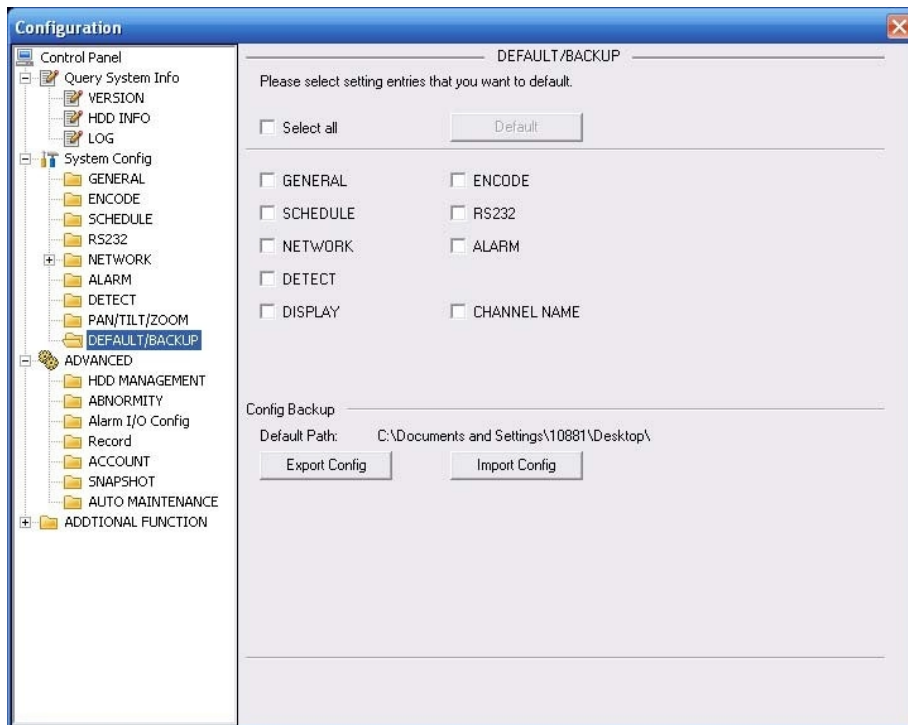 Configuration
Control Panel
Query System Info
VERSION
HDD INFO
LOG
System Config
GENERAL
ENCODE
SCHEDULE
RS232
NETWORK
ALARM
DETECT
PAN/TILT/ZOOM
DEFAULT/BACKUP
ADVANCED
HDD MANAGEMENT
ABNORMITY
Alarm I/O Config
Record
ACCOUNT
SNAPSHOT
AUTO MAINTENANCE
ADDTIONAL FUNCTION
DEFAULT/BACKUP
Please select setting entries that you want to default.
Select all Default
GENERAL ENCODE
SCHEDULE RS232
NETWORK ALARM
DETECT
DISPLAY CHANNEL NAME
Config Backup
Default Path: C:\Documents and Settings\10881\Desktop\
Export Config Import Config